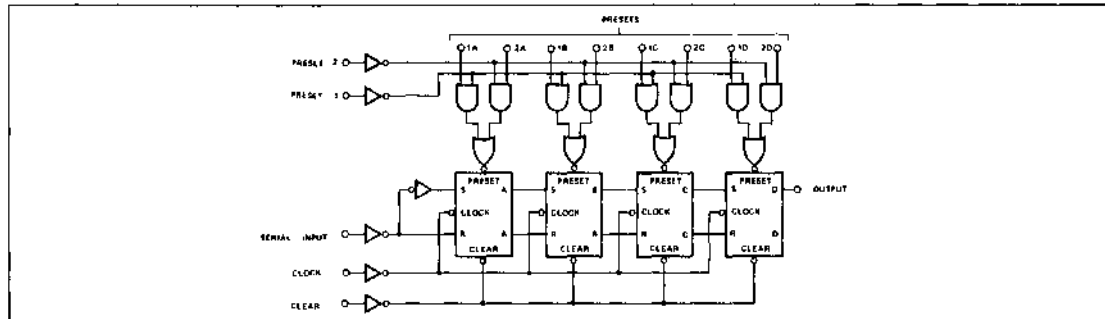 PRESETS
1A 2A 1B 2B 1C 2C 1D 2D
PRESET 2
PRESET 1
PRESET PRESET PRESET PRESET
S A S B S C S D OUTPUT
CLOCK CLOCK CLOCK CLOCK
SERIAL INPUT R A R B R C R D
CLEAR CLEAR CLEAR CLEAR
CLOCK
CLEAR